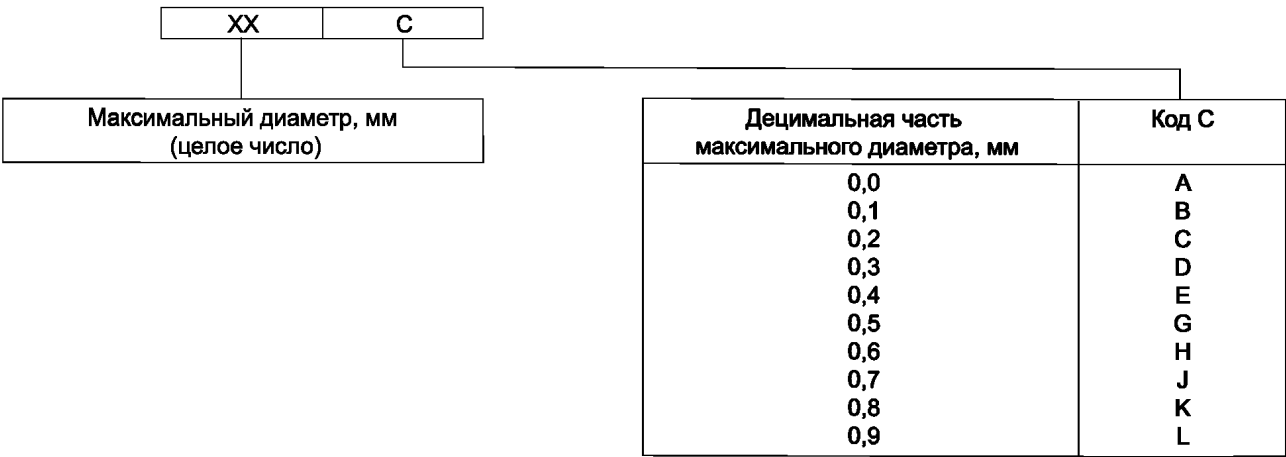 XX C
Максимальный диаметр, мм
(целое число)
Децимальная часть
максимального диаметра, мм
Код С
0,0 A
0,1 B
0,2 C
0,3 D
0,4 E
0,5 G
0,6 H
0,7 J
0,8 K
0,9 L